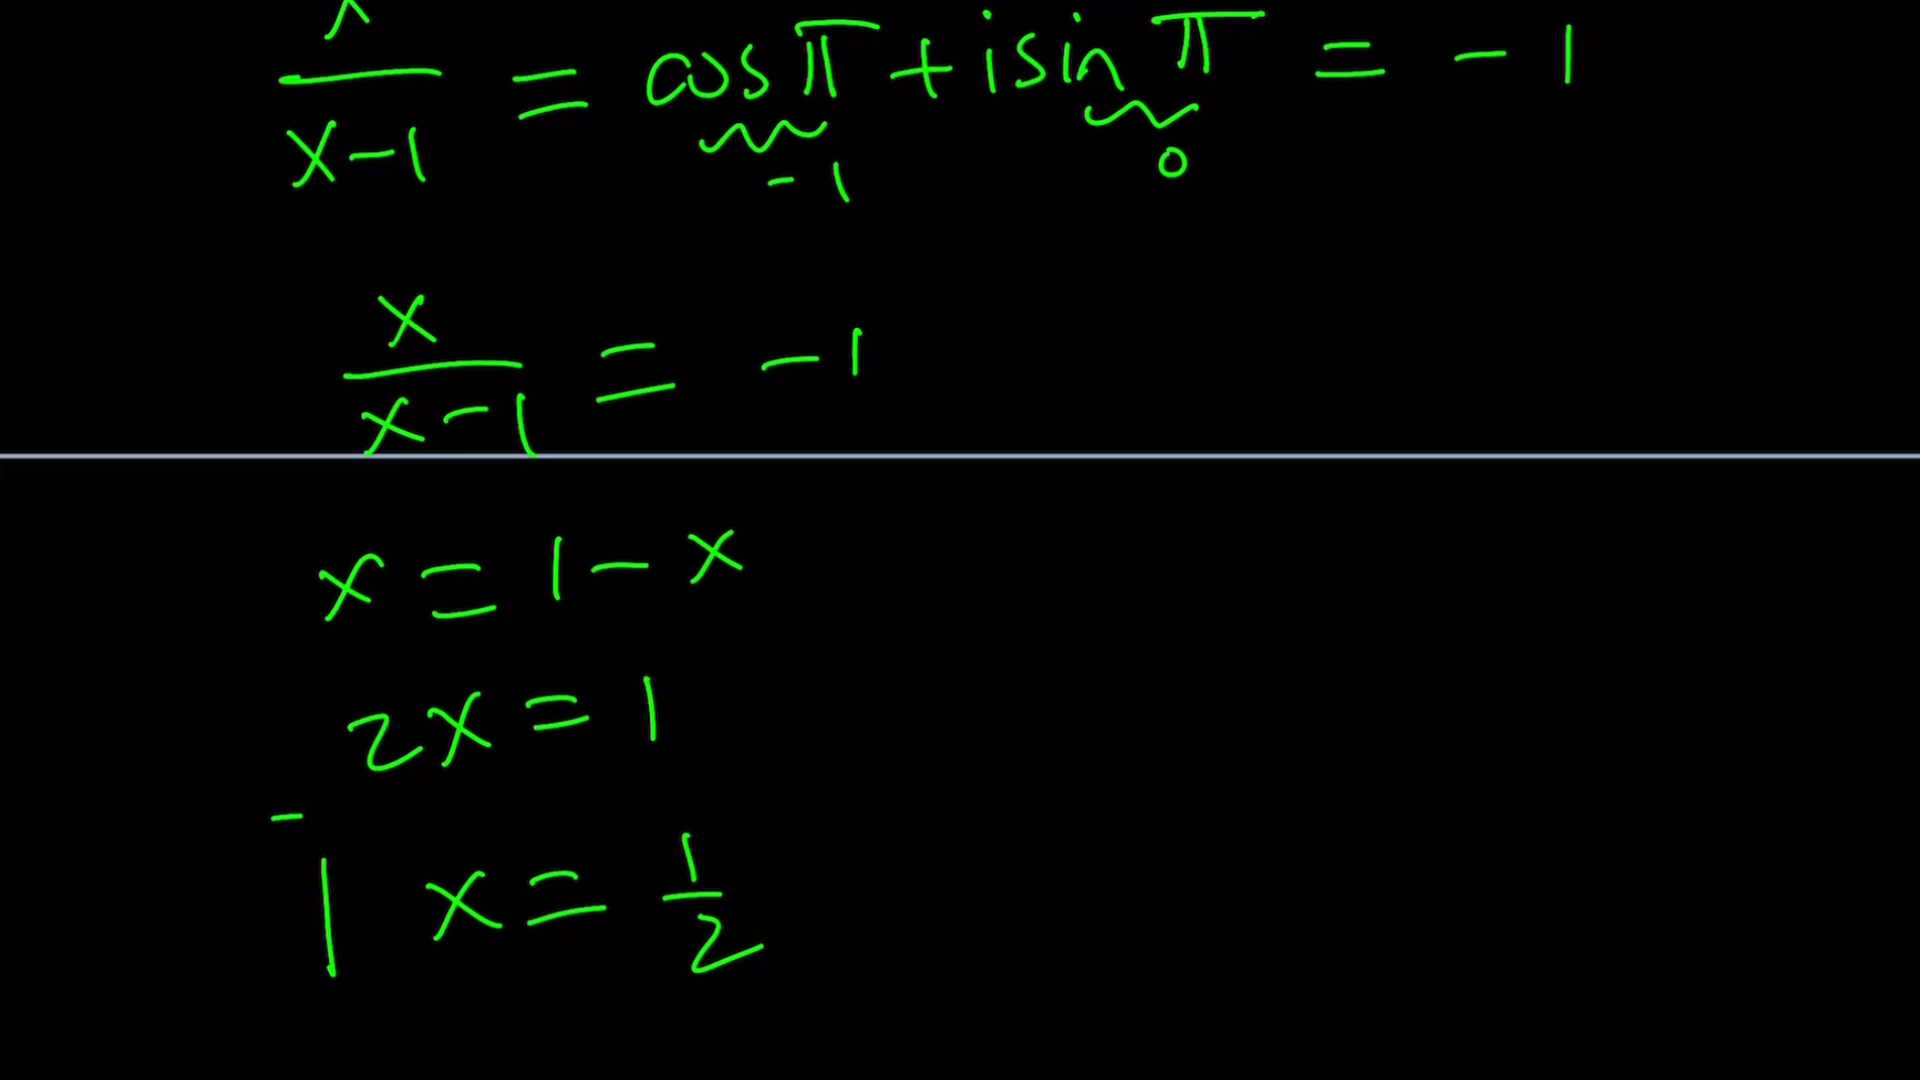 x/(x-1) = cos π + i sin π = -1
-1 0
x/(x-1) = -1
x = 1 - x
2x = 1
x = 1/2